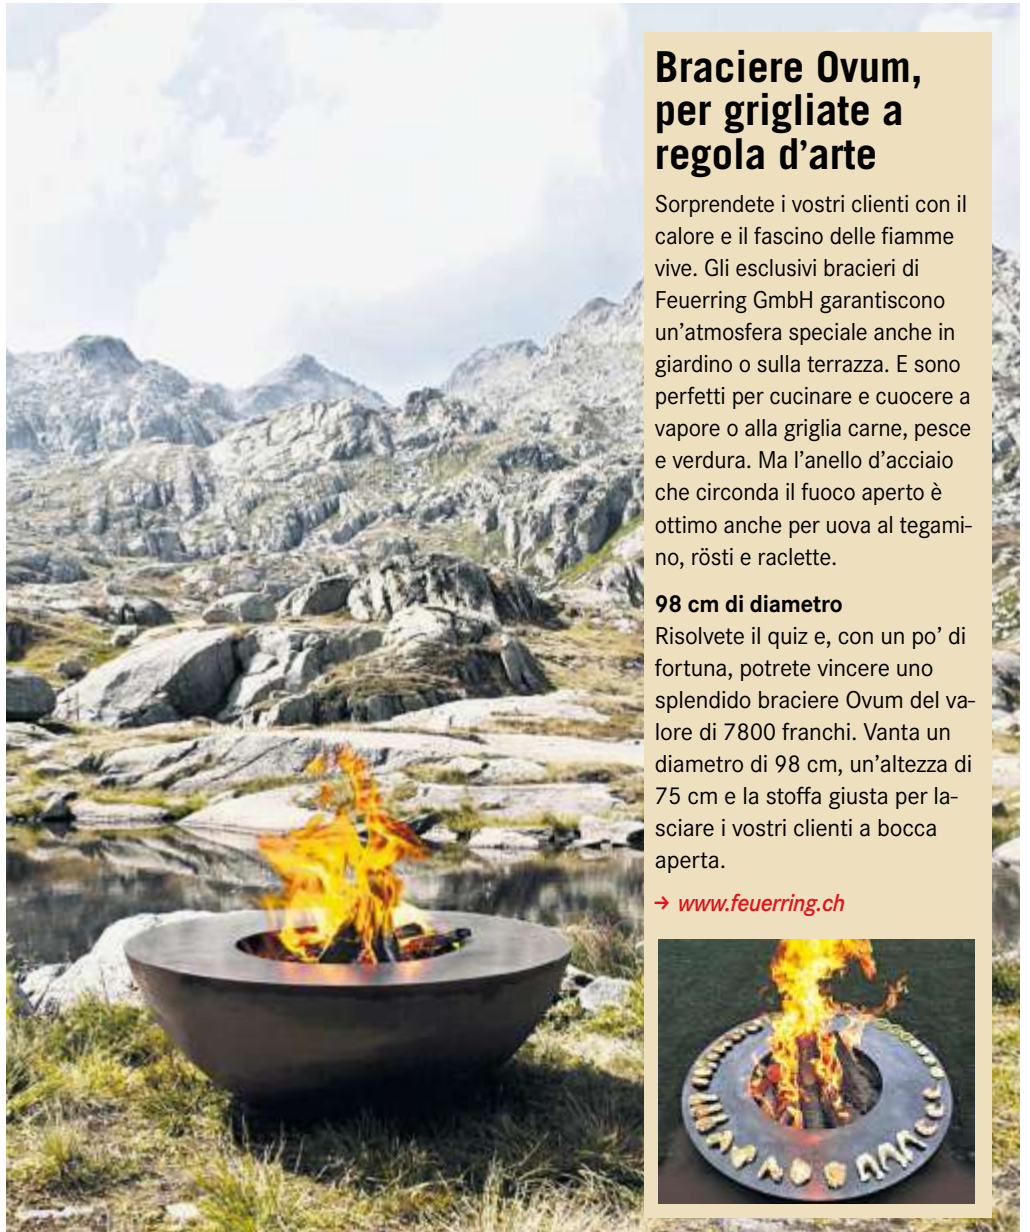 Braciere Ovum,
per grigliate a
regola d’arte
Sorprendete i vostri clienti con il
calore e il fascino delle fiamme
vive. Gli esclusivi bracieri di
Feuerring GmbH garantiscono
un’atmosfera speciale anche in
giardino o sulla terrazza. E sono
perfetti per cucinare e cuocere a
vapore o alla griglia carne, pesce
e verdura. Ma l’anello d’acciaio
che circonda il fuoco aperto è
ottimo anche per uova al tegami-
no, rösti e raclette.
98 cm di diametro
Risolvete il quiz e, con un po’ di
fortuna, potrete vincere uno
splendido braciere Ovum del va-
lore di 7800 franchi. Vanta un
diametro di 98 cm, un’altezza di
75 cm e la stoffa giusta per la-
sciare i vostri clienti a bocca
aperta.
→ www.feuerring.ch